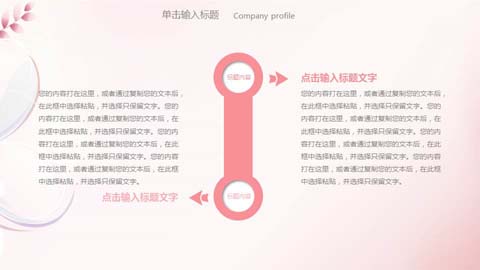 单击输入标题 Company profile
标题内容
点击输入标题文字
您的内容打在这里，或者通过复制您的文本后，
在此框中选择粘贴，并选择只保留文字。您的
内容打在这里，或者通过复制您的文本后，在
此框中选择粘贴，并选择只保留文字。您的内
容打在这里，或者通过复制您的文本后，在此
框中选择粘贴，并选择只保留文字。您的内容
打在这里，或者通过复制您的文本后，在此框
中选择粘贴，并选择只保留文字。
您的内容打在这里，或者通过复制您的文本后，
在此框中选择粘贴，并选择只保留文字。您的
内容打在这里，或者通过复制您的文本后，在
此框中选择粘贴，并选择只保留文字。您的内
容打在这里，或者通过复制您的文本后，在此
框中选择粘贴，并选择只保留文字。您的内容
打在这里，或者通过复制您的文本后，在此框
中选择粘贴，并选择只保留文字。
点击输入标题文字
标题内容